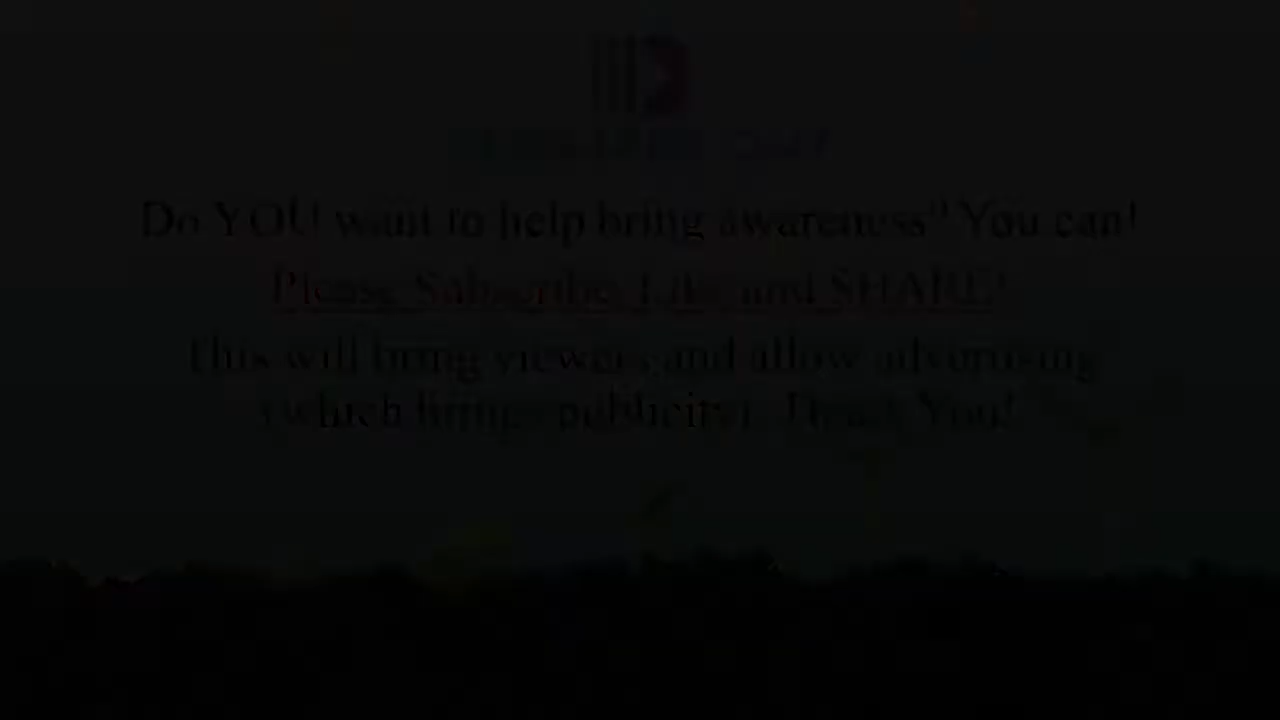 Do YOU want to help bring awareness? You can!
Please Subscribe, Like and SHARE!
This will bring viewers and allow advertising
(which brings publicity). Thank You!